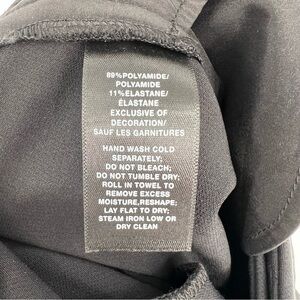 89%POLYAMIDE/
POLYAMIDE
11%ELASTANE/
ÉLASTANE
EXCLUSIVE OF
DECORATION/
SAUF LES GARNITURES
HAND WASH COLD
SEPARATELY;
DO NOT BLEACH;
DO NOT TUMBLE DRY;
ROLL IN TOWEL TO
REMOVE EXCESS
MOISTURE,RESHAPE;
LAY FLAT TO DRY;
STEAM IRON LOW OR
DRY CLEAN